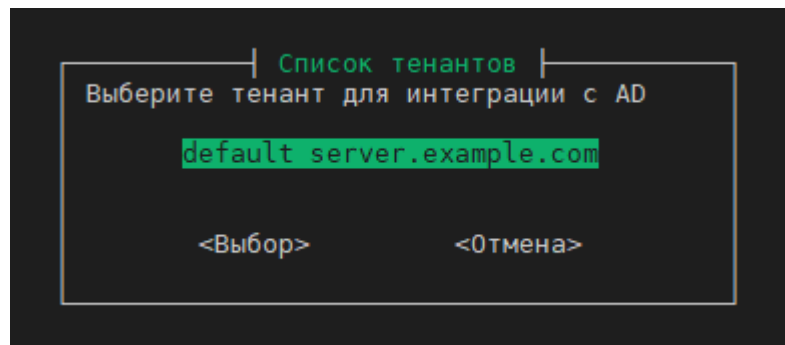 Список тенантов
Выберите тенант для интеграции с AD
default server.example.com
<Выбор> <Отмена>